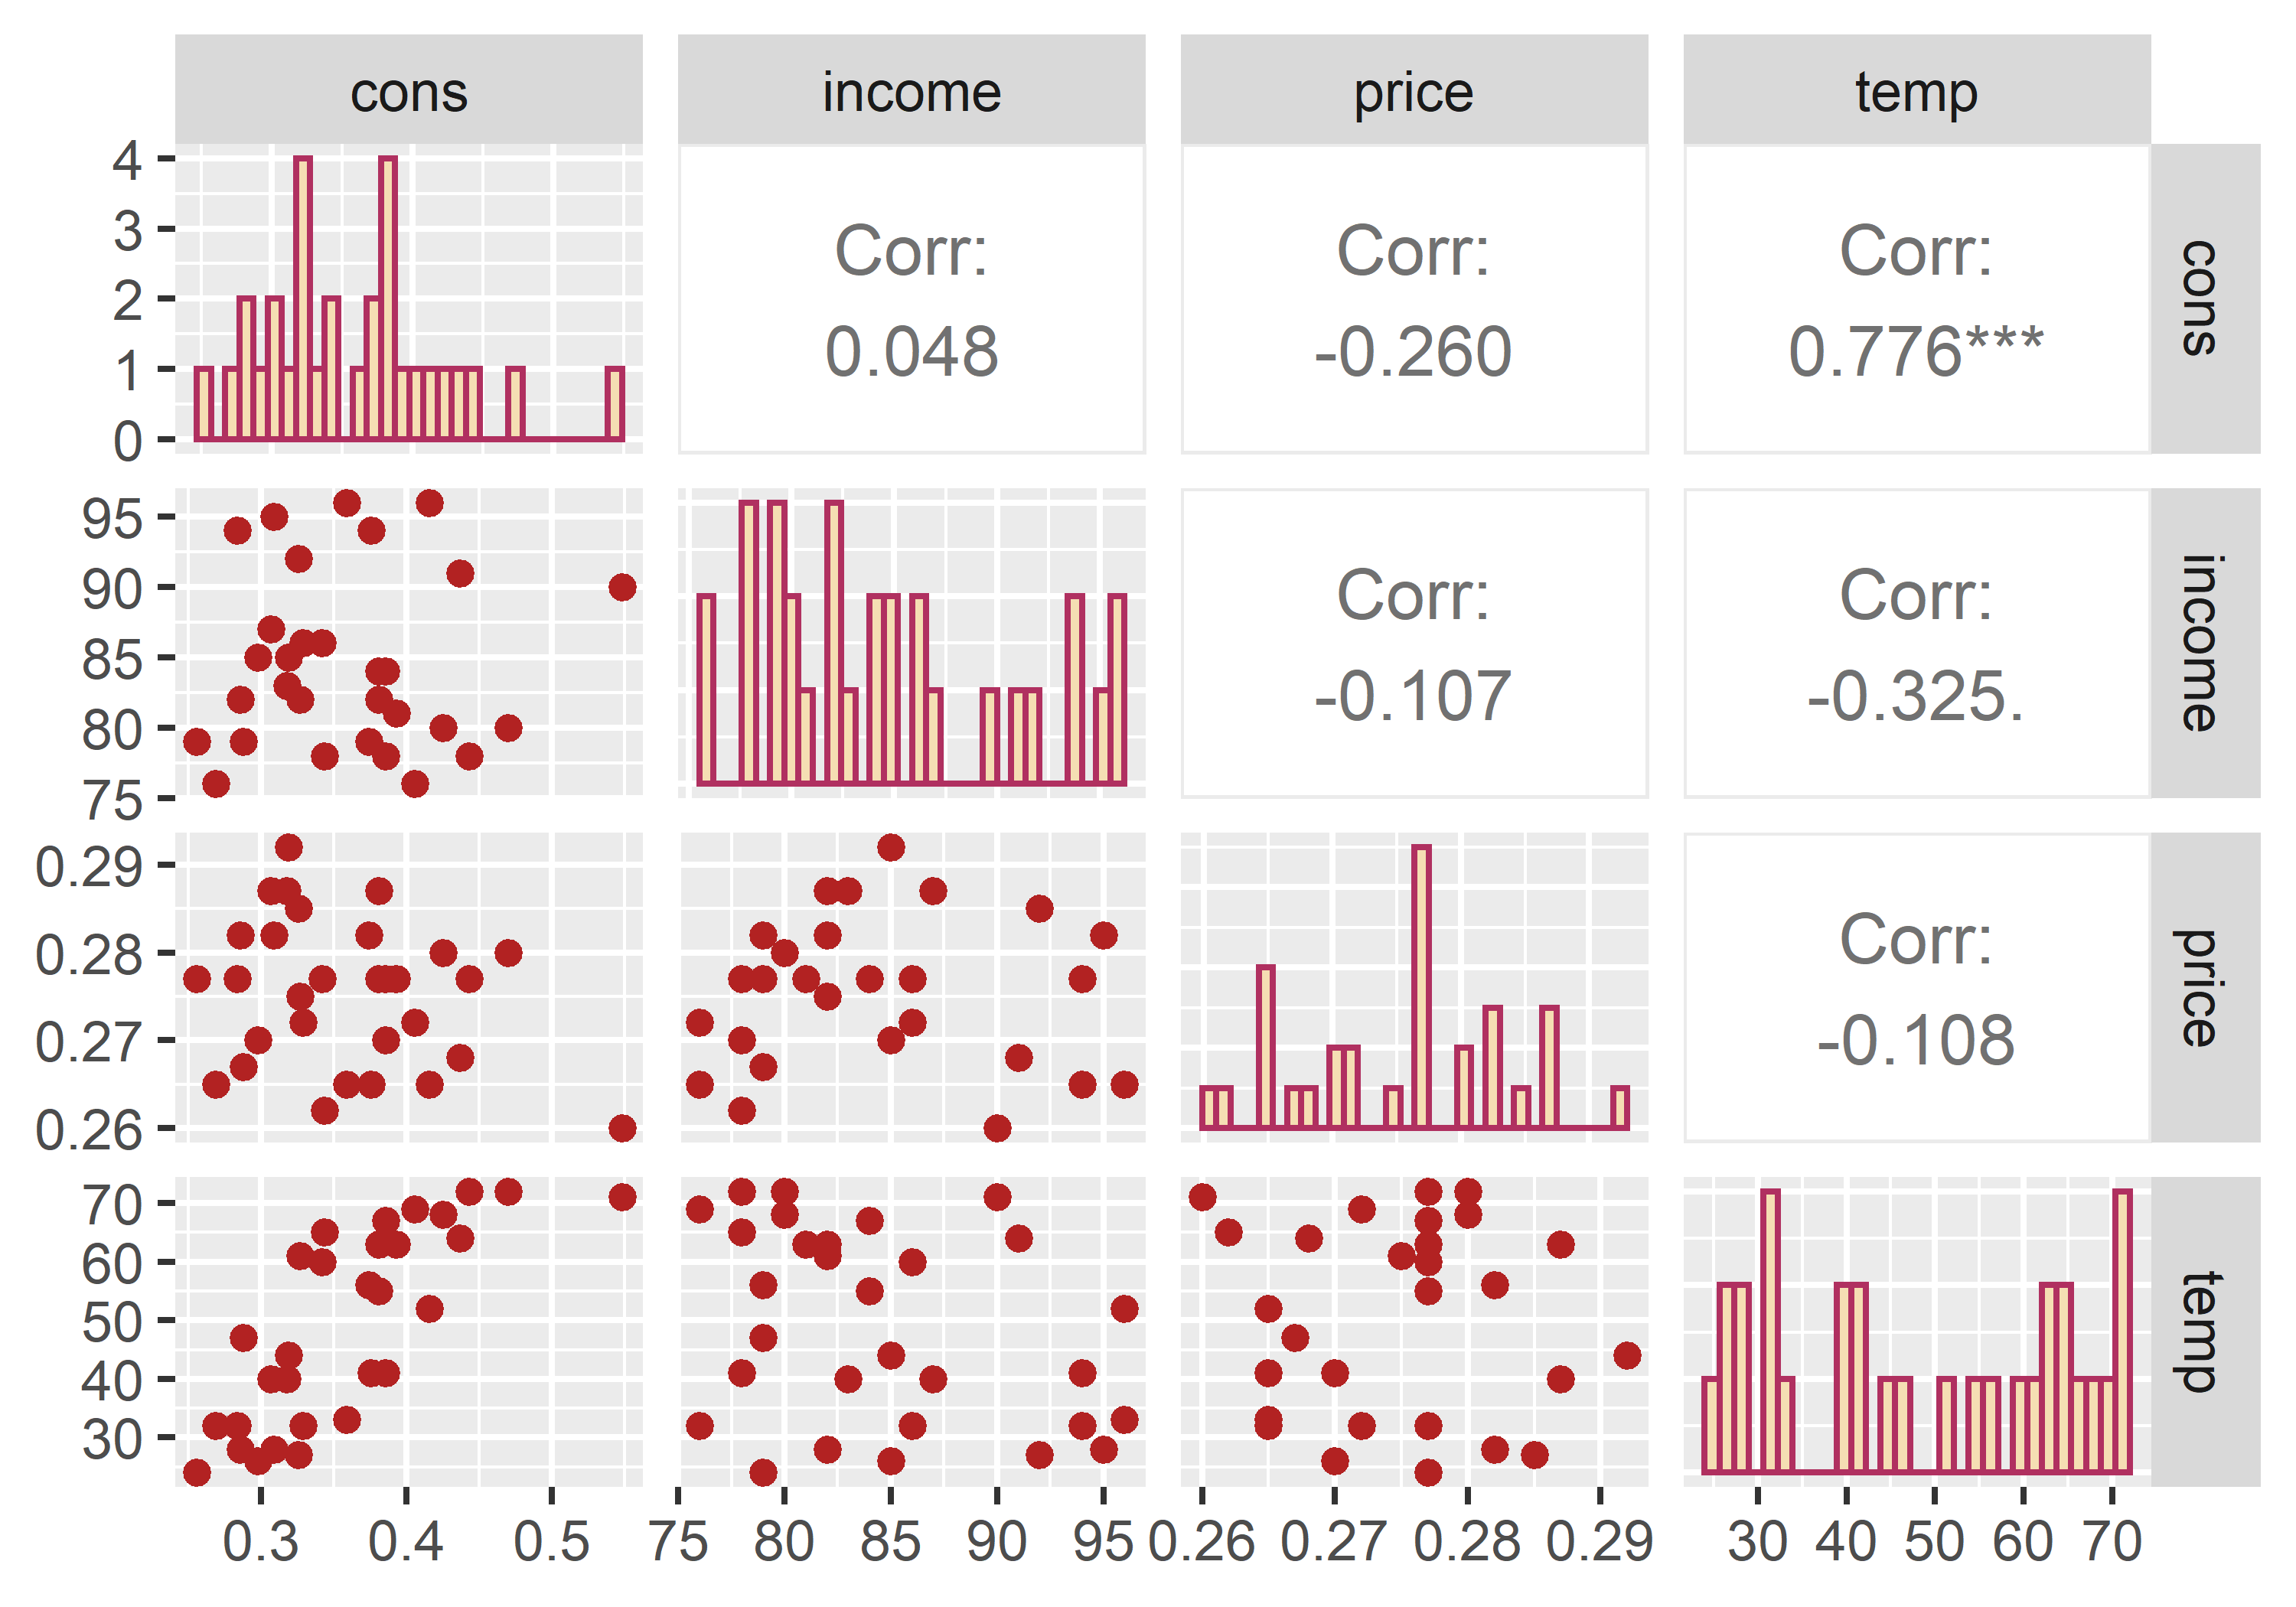 cons income price temp
4
3
2
1
0
Corr:
0.048
Corr:
-0.260
Corr:
0.776***
cons
95
90
85
80
75
Corr:
-0.107
Corr:
-0.325.
income
0.29
0.28
0.27
0.26
Corr:
-0.108
price
70
60
50
40
30
temp
0.3 0.4 0.5 75 80 85 90 95 0.26 0.27 0.28 0.29 30 40 50 60 70